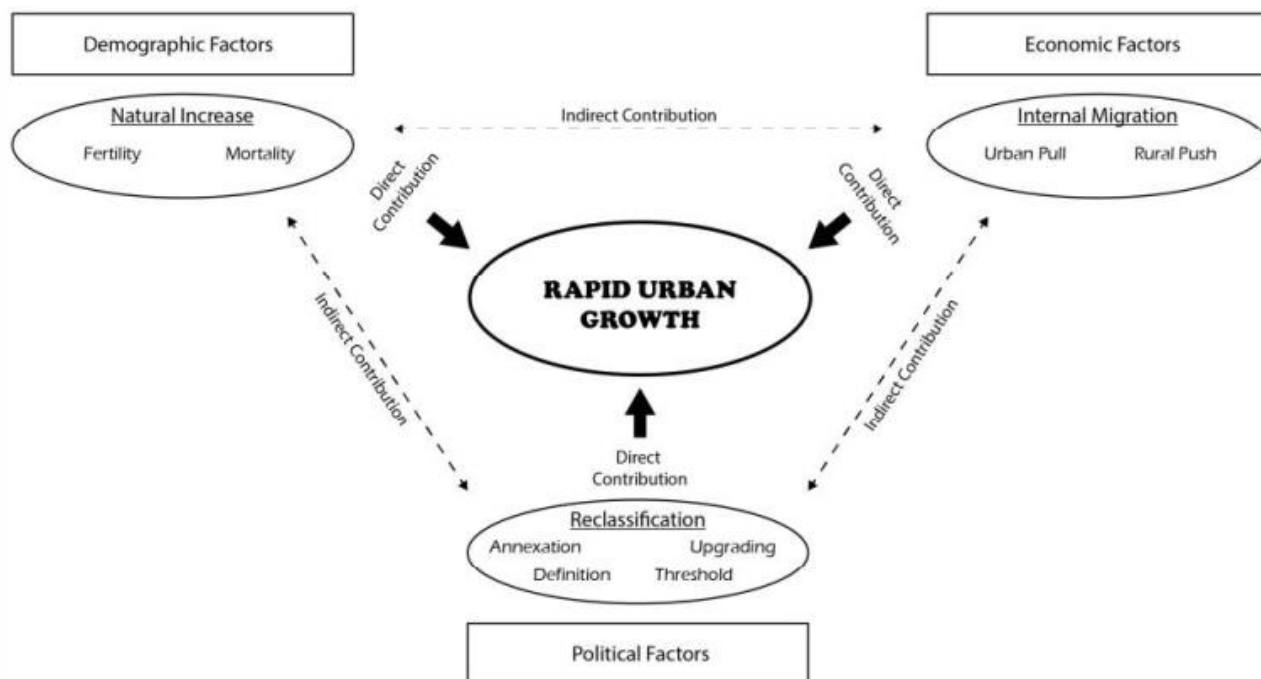 Demographic Factors
Economic Factors
Natural Increase
Fertility Mortality
Indirect Contribution
Internal Migration
Urban Pull Rural Push
Direct
Contribution
Direct
Contribution
RAPID URBAN
GROWTH
Indirect Contribution
Indirect Contribution
Direct
Contribution
Reclassification
Annexation Upgrading
Definition Threshold
Political Factors